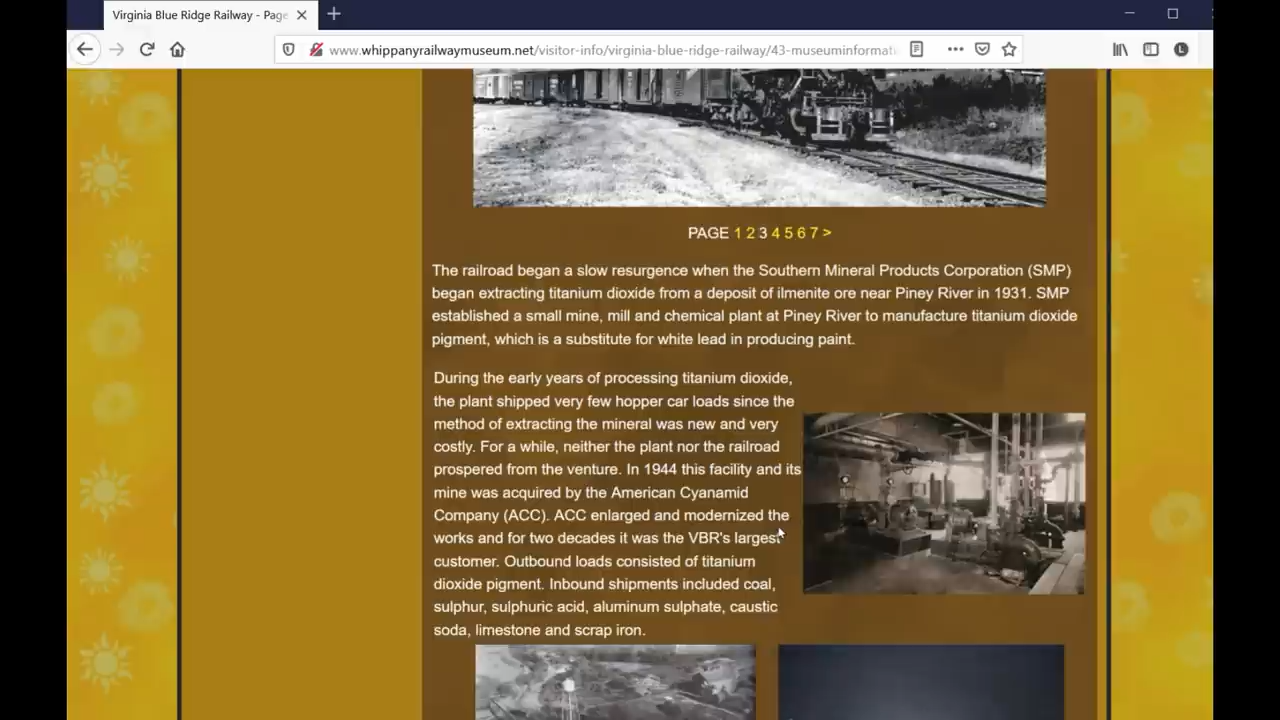 Virginia Blue Ridge Railway - Page
www.whippanyrailwaymuseum.net/visitor-info/virginia-blue-ridge-railway/43-museuminformati
PAGE 1 2 3 4 5 6 7 >
The railroad began a slow resurgence when the Southern Mineral Products Corporation (SMP)
began extracting titanium dioxide from a deposit of ilmenite ore near Piney River in 1931. SMP
established a small mine, mill and chemical plant at Piney River to manufacture titanium dioxide
pigment, which is a substitute for white lead in producing paint.
During the early years of processing titanium dioxide,
the plant shipped very few hopper car loads since the
method of extracting the mineral was new and very
costly. For a while, neither the plant nor the railroad
prospered from the venture. In 1944 this facility and its
mine was acquired by the American Cyanamid
Company (ACC). ACC enlarged and modernized the
works and for two decades it was the VBR's largest
customer. Outbound loads consisted of titanium
dioxide pigment. Inbound shipments included coal,
sulphur, sulphuric acid, aluminum sulphate, caustic
soda, limestone and scrap iron.